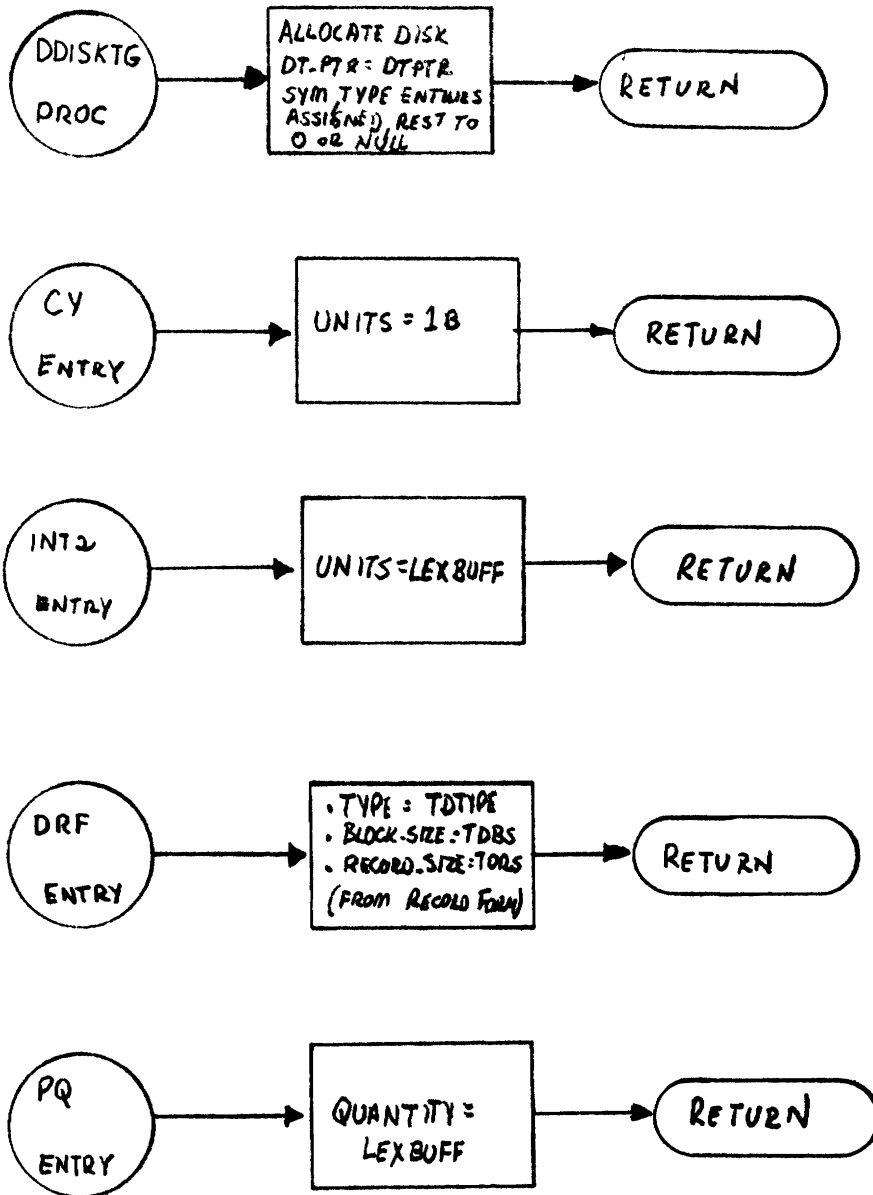 DDISKTG
PROC
ALLOCATE DISK
DT-PTR = DTPTR
SYM, TYPE ENTRIES
ASSIGNED, REST TO
0 OR NULL
RETURN
CY
ENTRY
UNITS = 1B
RETURN
INT2
ENTRY
UNITS = LEXBUFF
RETURN
DRF
ENTRY
. TYPE = TDTYPE
. BLOCK-SIZE = TDBS
. RECORD-SIZE = TDRS
(FROM RECORD FORM)
RETURN
PQ
ENTRY
QUANTITY =
LEXBUFF
RETURN